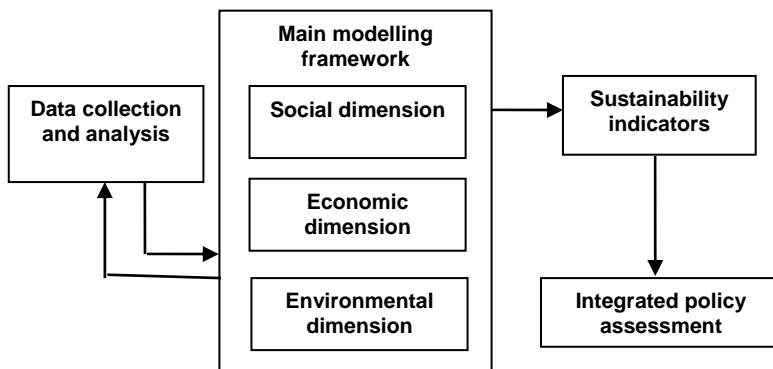 Main modelling
framework
Data collection
and analysis
Social dimension
Economic
dimension
Environmental
dimension
Sustainability
indicators
Integrated policy
assessment